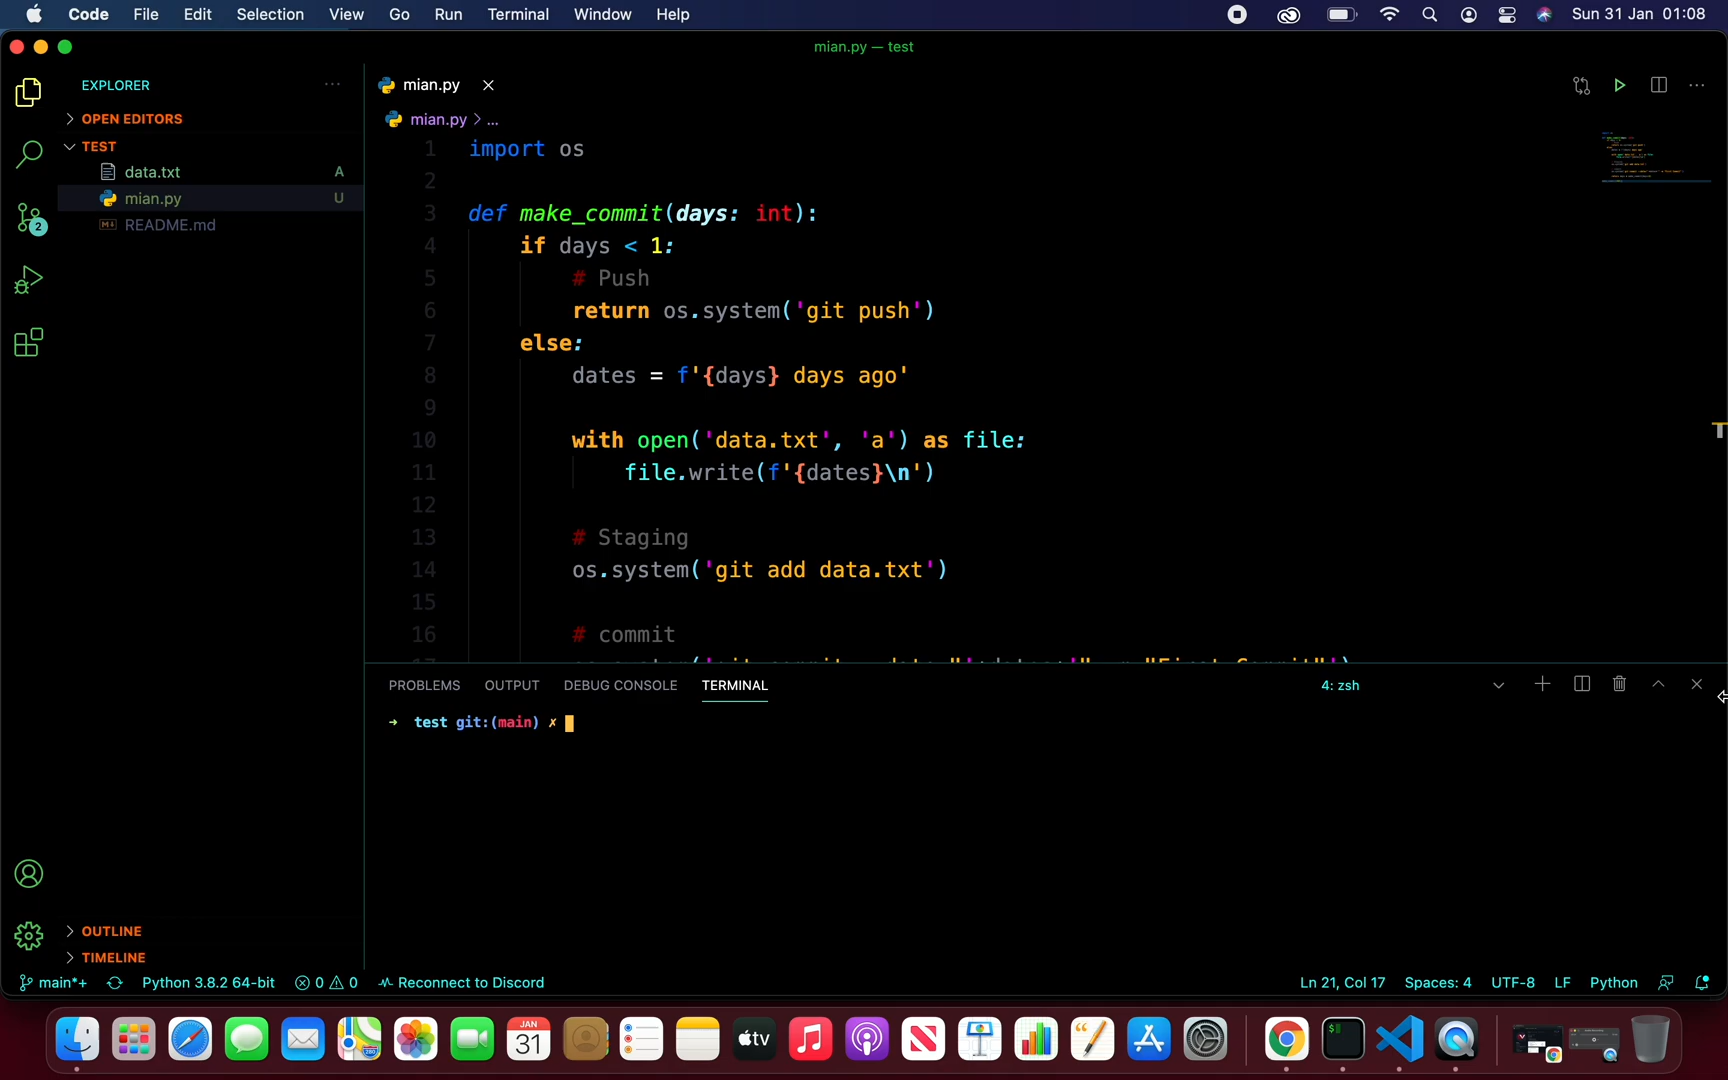 Code File Edit Selection View Go Run Terminal Window Help Sun 31 Jan 01:08
mian.py — test
EXPLORER ···
mian.py ×
OPEN EDITORS
mian.py > ...
TEST
data.txt A
mian.py U
README.md
2
1 import os
2
3 def make_commit(days: int):
4 if days < 1:
5 # Push
6 return os.system('git push')
7 else:
8 dates = f'{days} days ago'
9
10 with open('data.txt', 'a') as file:
11 file.write(f'{dates}\n')
12
13 # Staging
14 os.system('git add data.txt')
15
16 # commit
PROBLEMS OUTPUT DEBUG CONSOLE TERMINAL 4: zsh
→ test git:(main) ✗
OUTLINE
TIMELINE
main*+ Python 3.8.2 64-bit 0 0 Reconnect to Discord Ln 21, Col 17 Spaces: 4 UTF-8 LF Python
JAN
31
tv
280
$